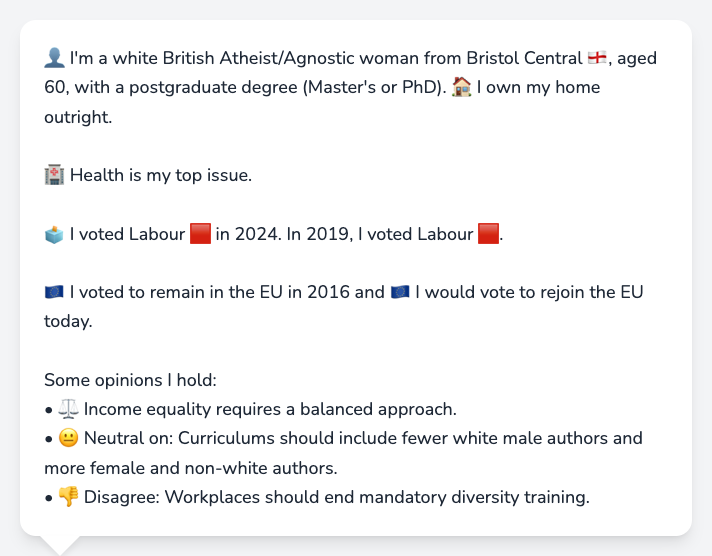 👤 I'm a white British Atheist/Agnostic woman from Bristol Central 🏴󠁧󠁢󠁥󠁮󠁧󠁿, aged
60, with a postgraduate degree (Master's or PhD). 🏠 I own my home
outright.
🏥 Health is my top issue.
🗳️ I voted Labour 🟥 in 2024. In 2019, I voted Labour 🟥.
🇪🇺 I voted to remain in the EU in 2016 and 🇪🇺 I would vote to rejoin the EU
today.
Some opinions I hold:
• ⚖️ Income equality requires a balanced approach.
• 😐 Neutral on: Curriculums should include fewer white male authors and
more female and non-white authors.
• 👎 Disagree: Workplaces should end mandatory diversity training.